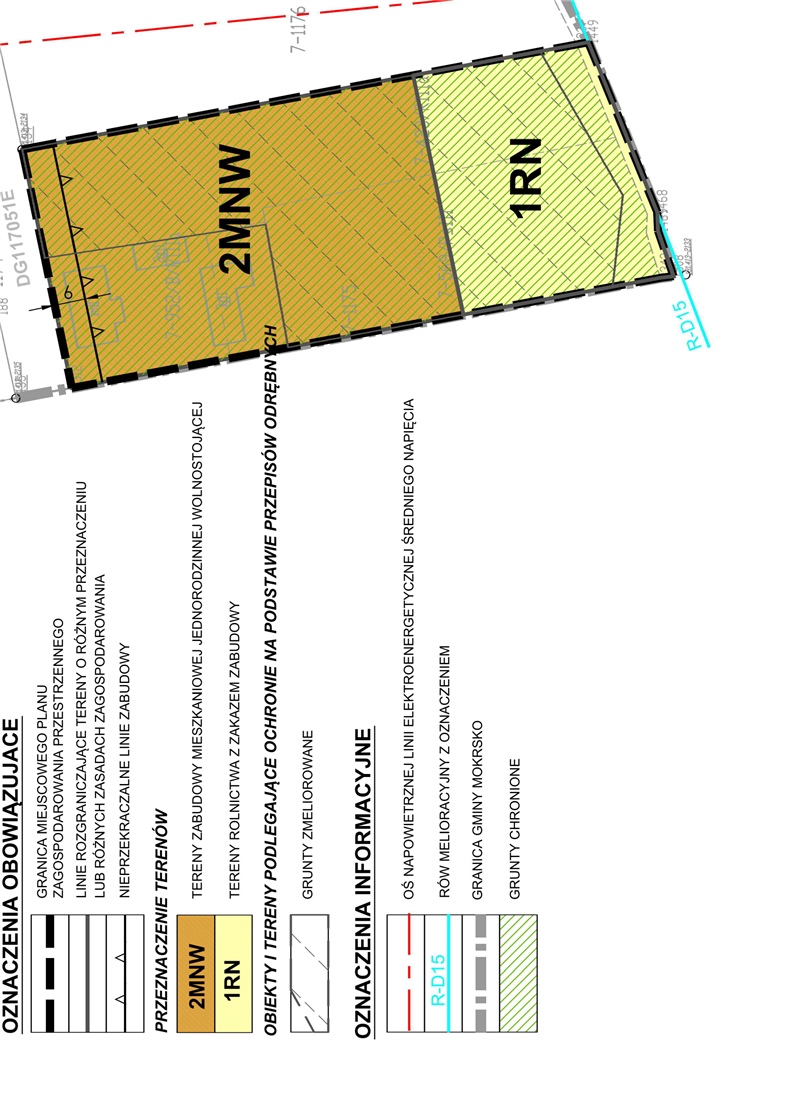 OZNACZENIA OBOWIĄZUJĄCE
GRANICA MIEJSCOWEGO PLANU
ZAGOSPODAROWANIA PRZESTRZENNEGO
LINIE ROZGRANICZAJĄCE TERENY O RÓŻNYM PRZEZNACZENIU
LUB RÓŻNYCH ZASADACH ZAGOSPODAROWANIA
NIEPRZEKRACZALNE LINIE ZABUDOWY
PRZEZNACZENIE TERENÓW
2MNW
TERENY ZABUDOWY MIESZKANIOWEJ JEDNORODZINNEJ WOLNOSTOJĄCEJ
1RN
TERENY ROLNICTWA Z ZAKAZEM ZABUDOWY
OBIEKTY I TERENY PODLEGAJĄCE OCHRONIE NA PODSTAWIE PRZEPISÓW ODRĘBNYCH
GRUNTY ZMELIOROWANE
OZNACZENIA INFORMACYJNE
OŚ NAPOWIETRZNEJ LINII ELEKTROENERGETYCZNEJ ŚREDNIEGO NAPIĘCIA
R-D15
RÓW MELIORACYJNY Z OZNACZENIEM
GRANICA GMINY MOKRSKO
GRUNTY CHRONIONE
DG117051E
7-1176
2MNW
1RN
6
R-D15
1449